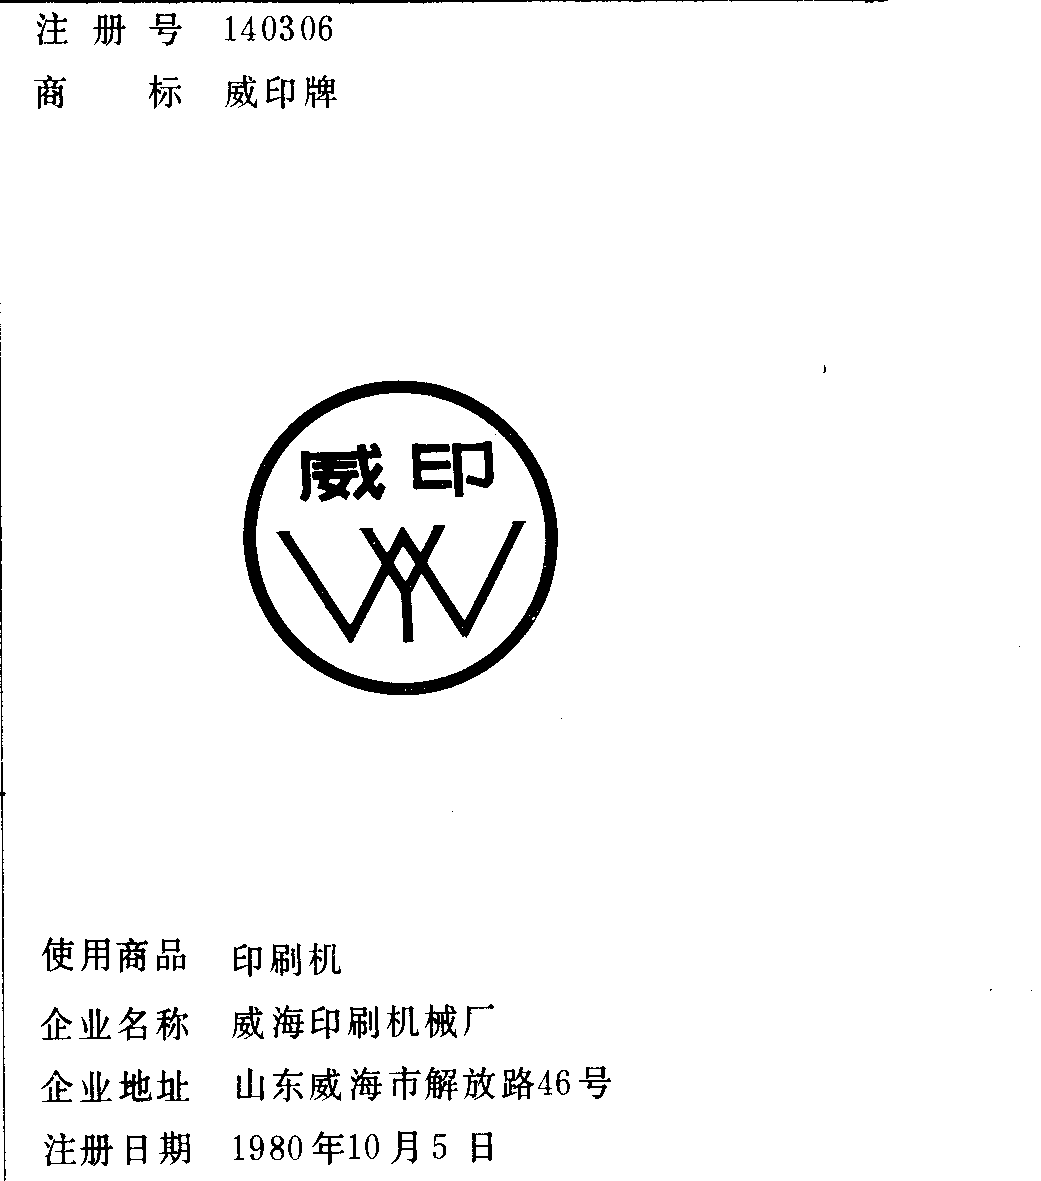 注册号 140306
商标 威印牌
威印
WY
使用商品 印刷机
企业名称 威海印刷机械厂
企业地址 山东威海市解放路46号
注册日期 1980年10月5日